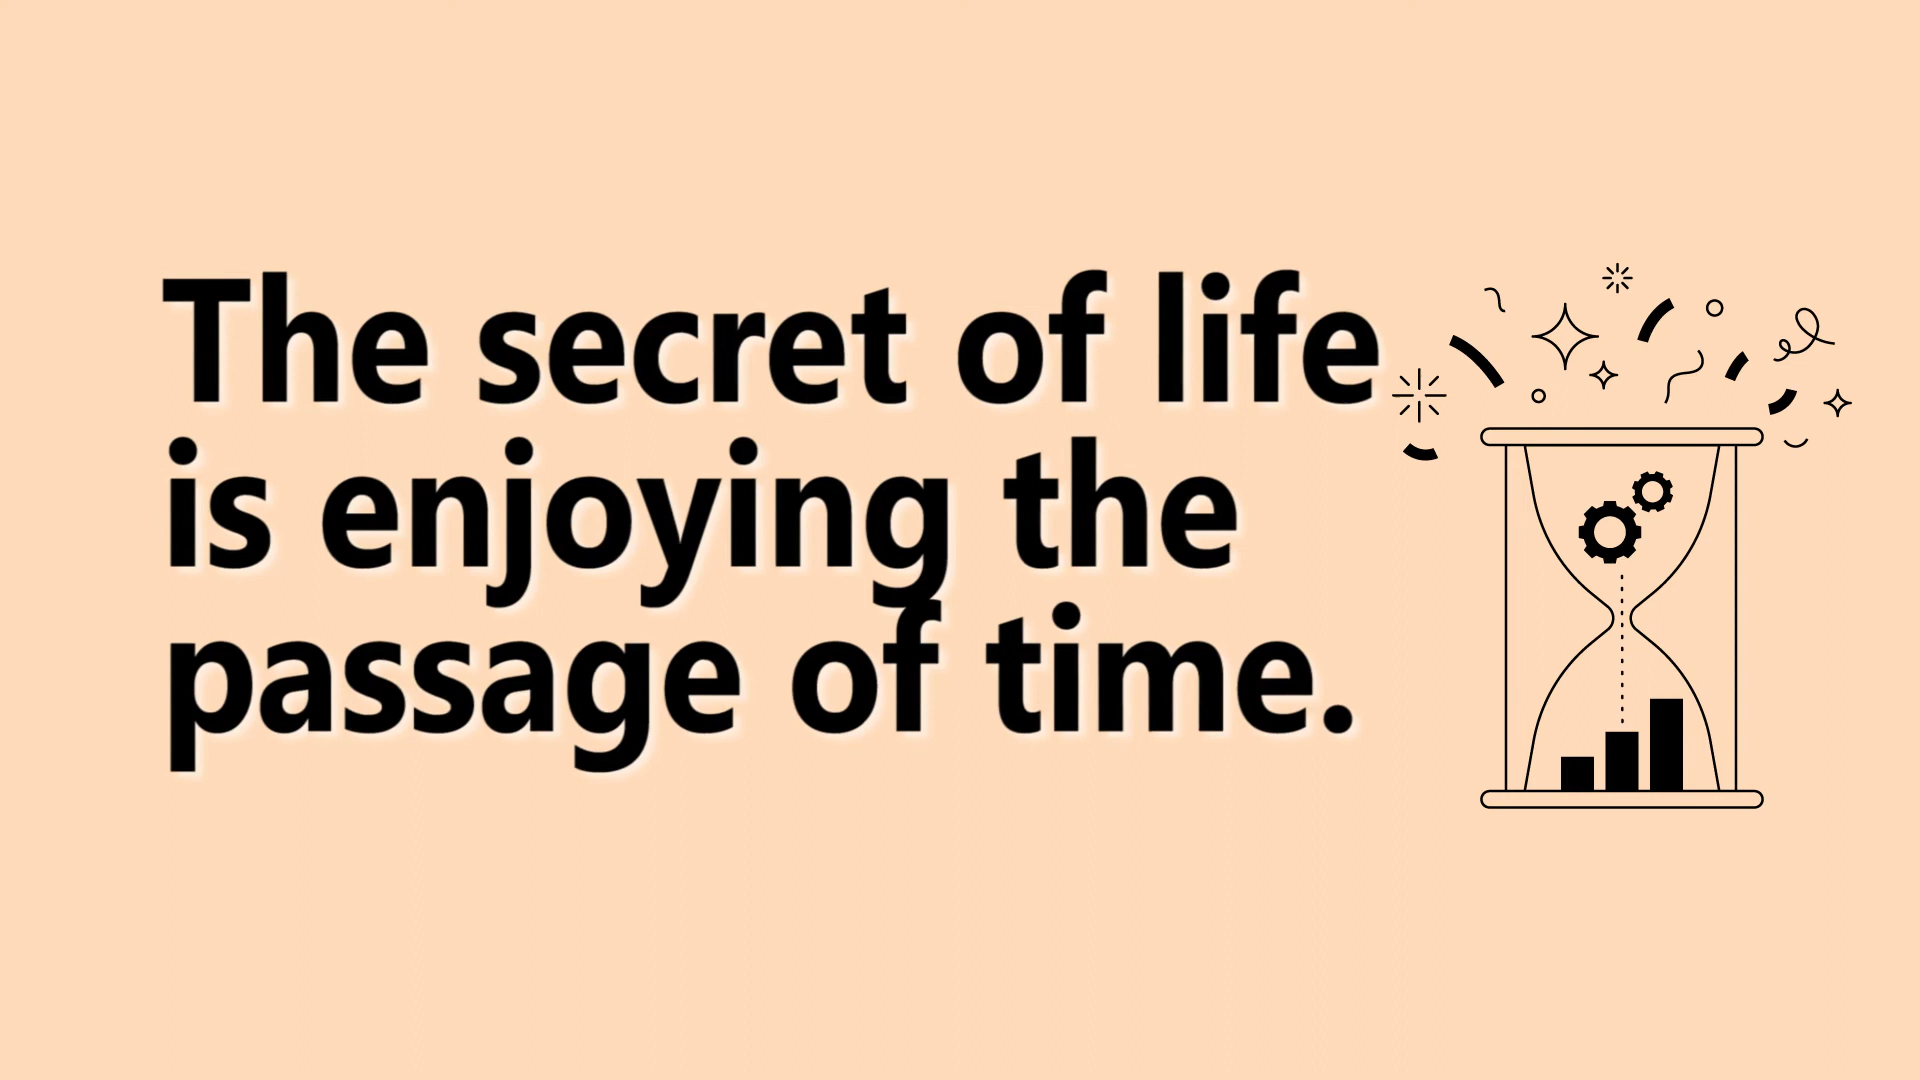 The secret of life
is enjoying the
passage of time.